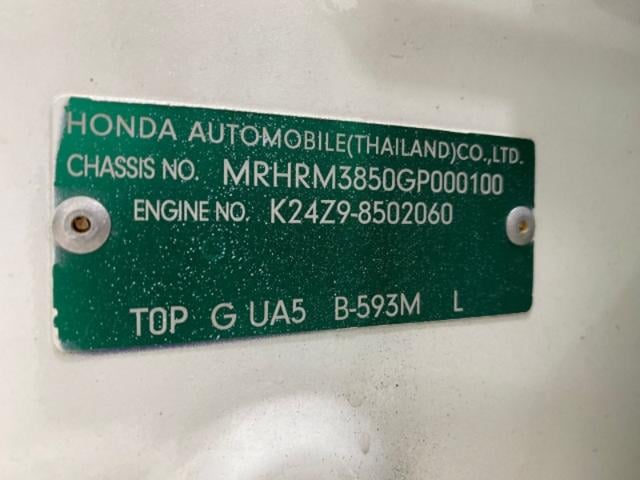 HONDA AUTOMOBILE(THAILAND)CO.,LTD.
CHASSIS NO. MRHRM3850GP000100
ENGINE NO. K24Z9-8502060
TOP G UA5 B-593M L